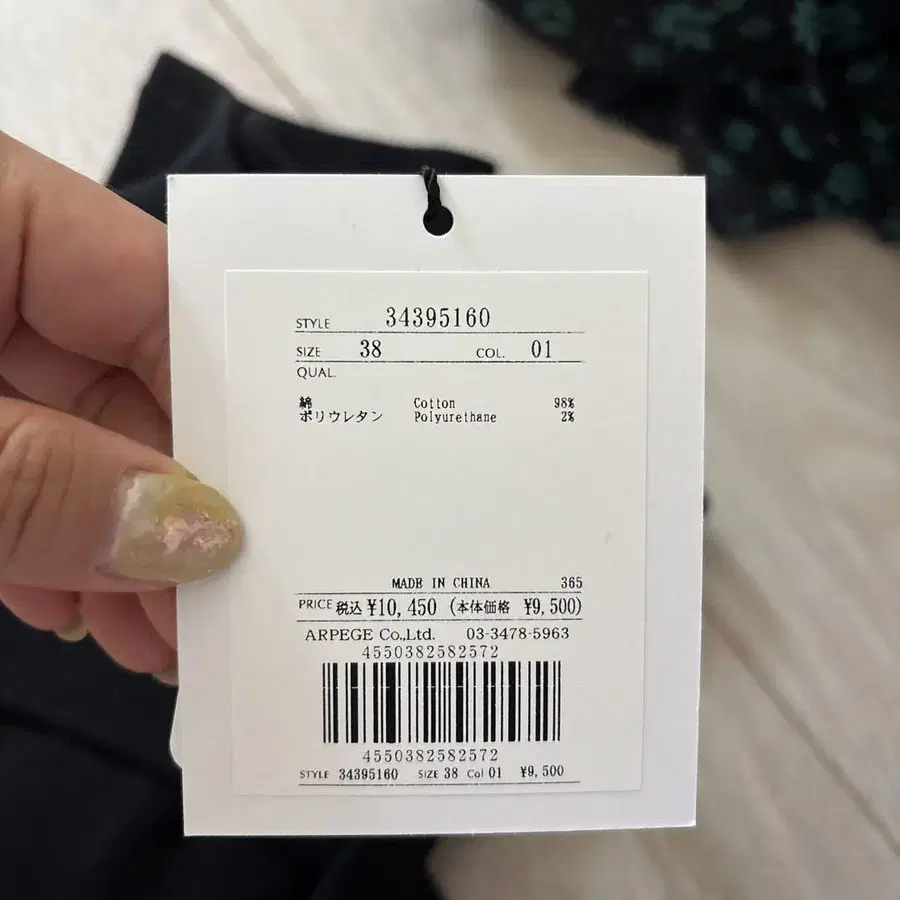 STYLE 34395160
SIZE 38 COL. 01
QUAL.
綿 Cotton 98%
ポリウレタン Polyurethane 2%
MADE IN CHINA 365
PRICE 税込 ¥10,450 (本体価格 ¥9,500)
ARPEGE Co.,Ltd. 03-3478-5963
4550382582572
4550382582572
STYLE 34395160 SIZE 38 Col 01 ¥9,500